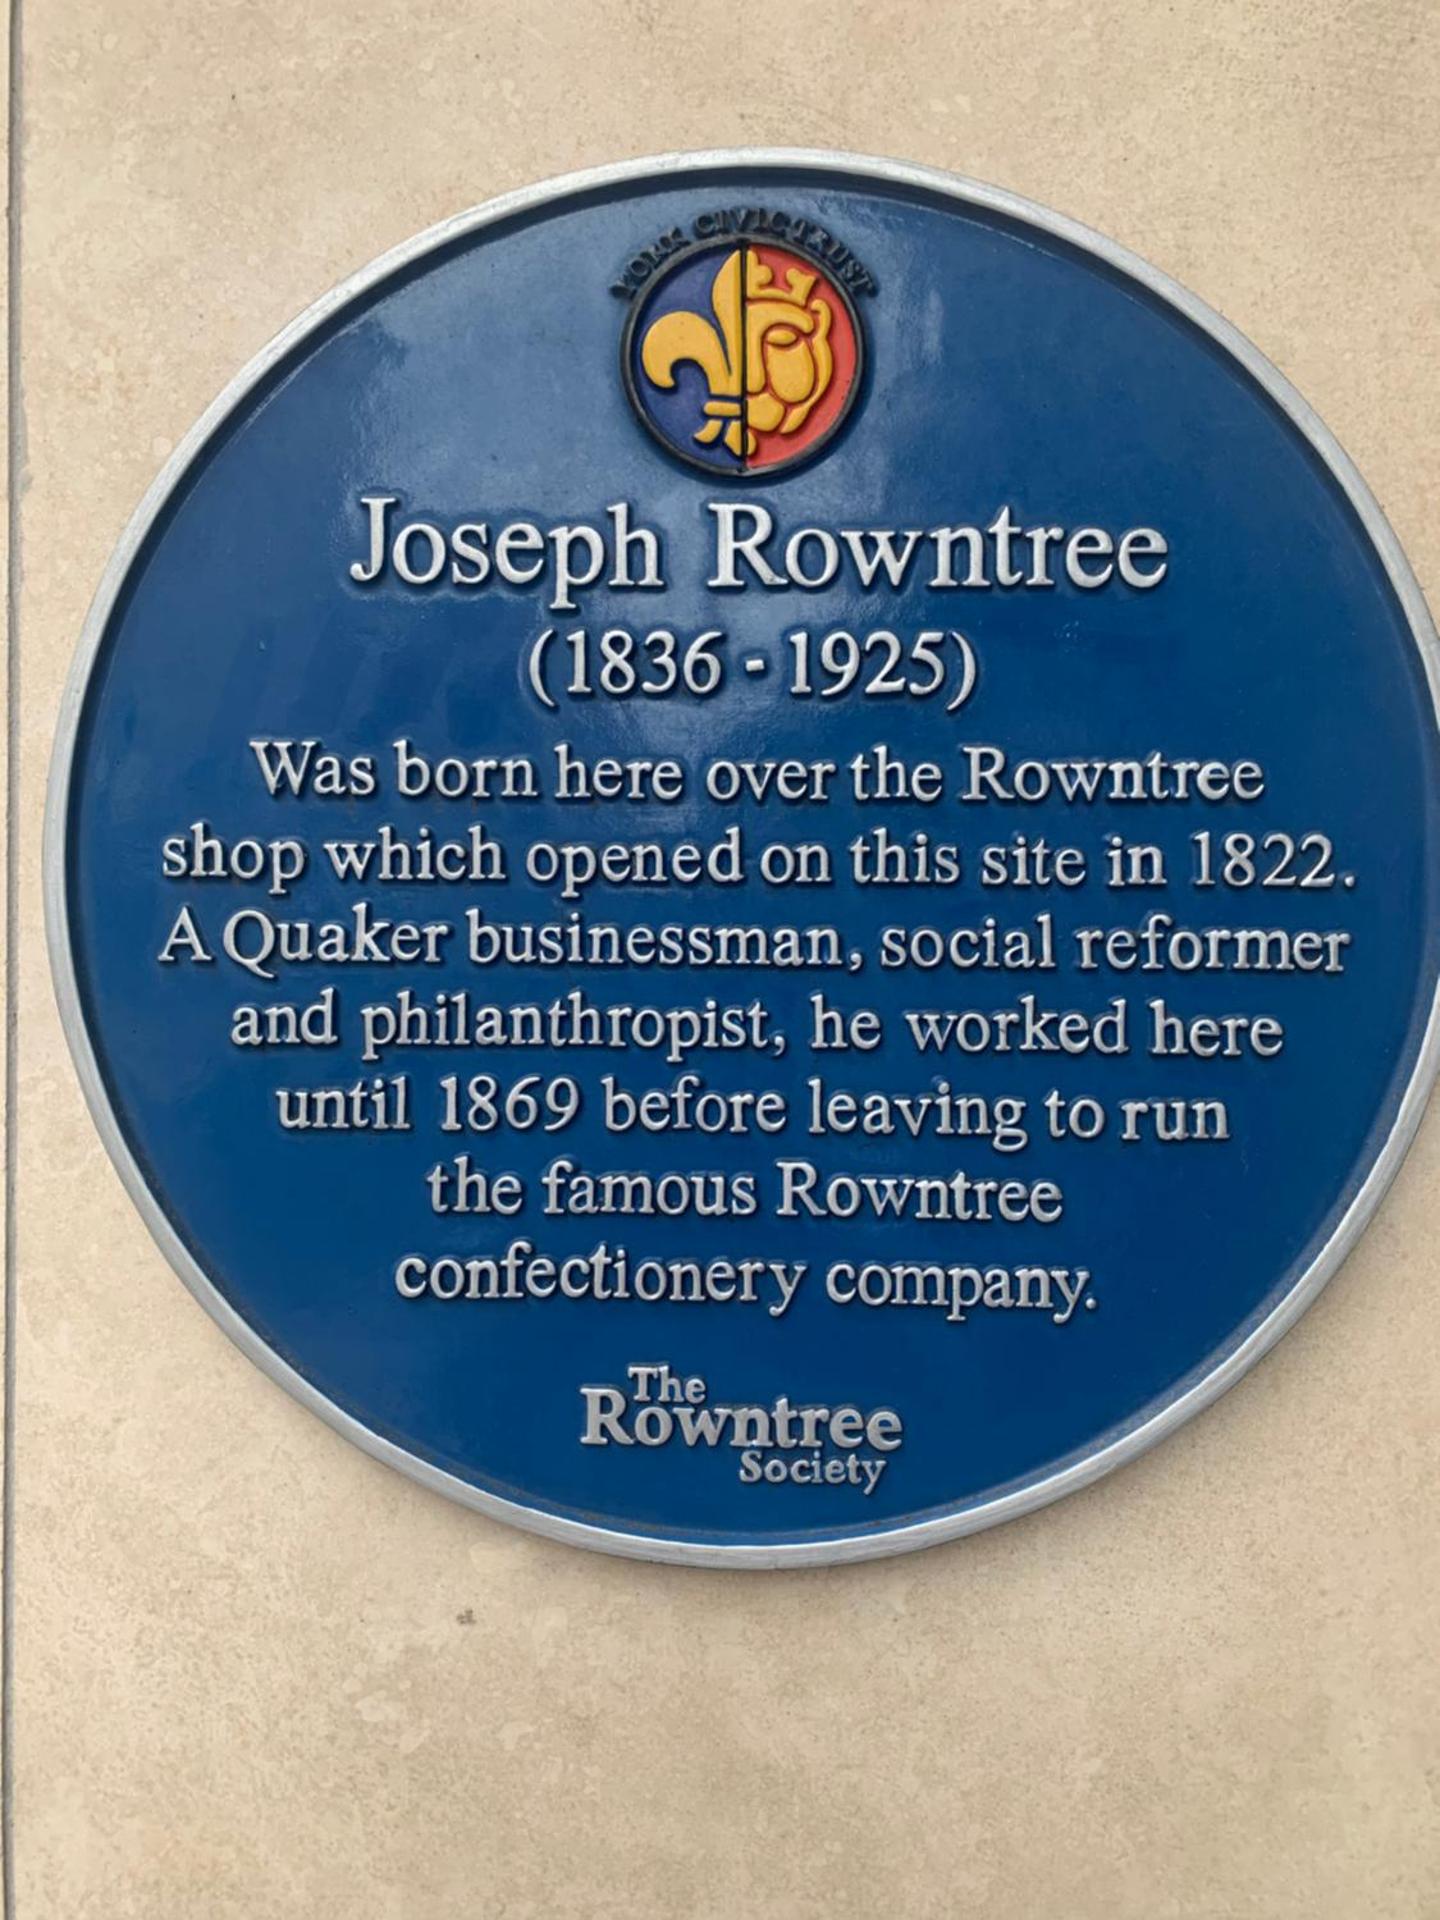 YORK CIVIC TRUST
Joseph Rowntree
(1836 - 1925)
Was born here over the Rowntree
shop which opened on this site in 1822.
A Quaker businessman, social reformer
and philanthropist, he worked here
until 1869 before leaving to run
the famous Rowntree
confectionery company.
The
Rowntree
Society